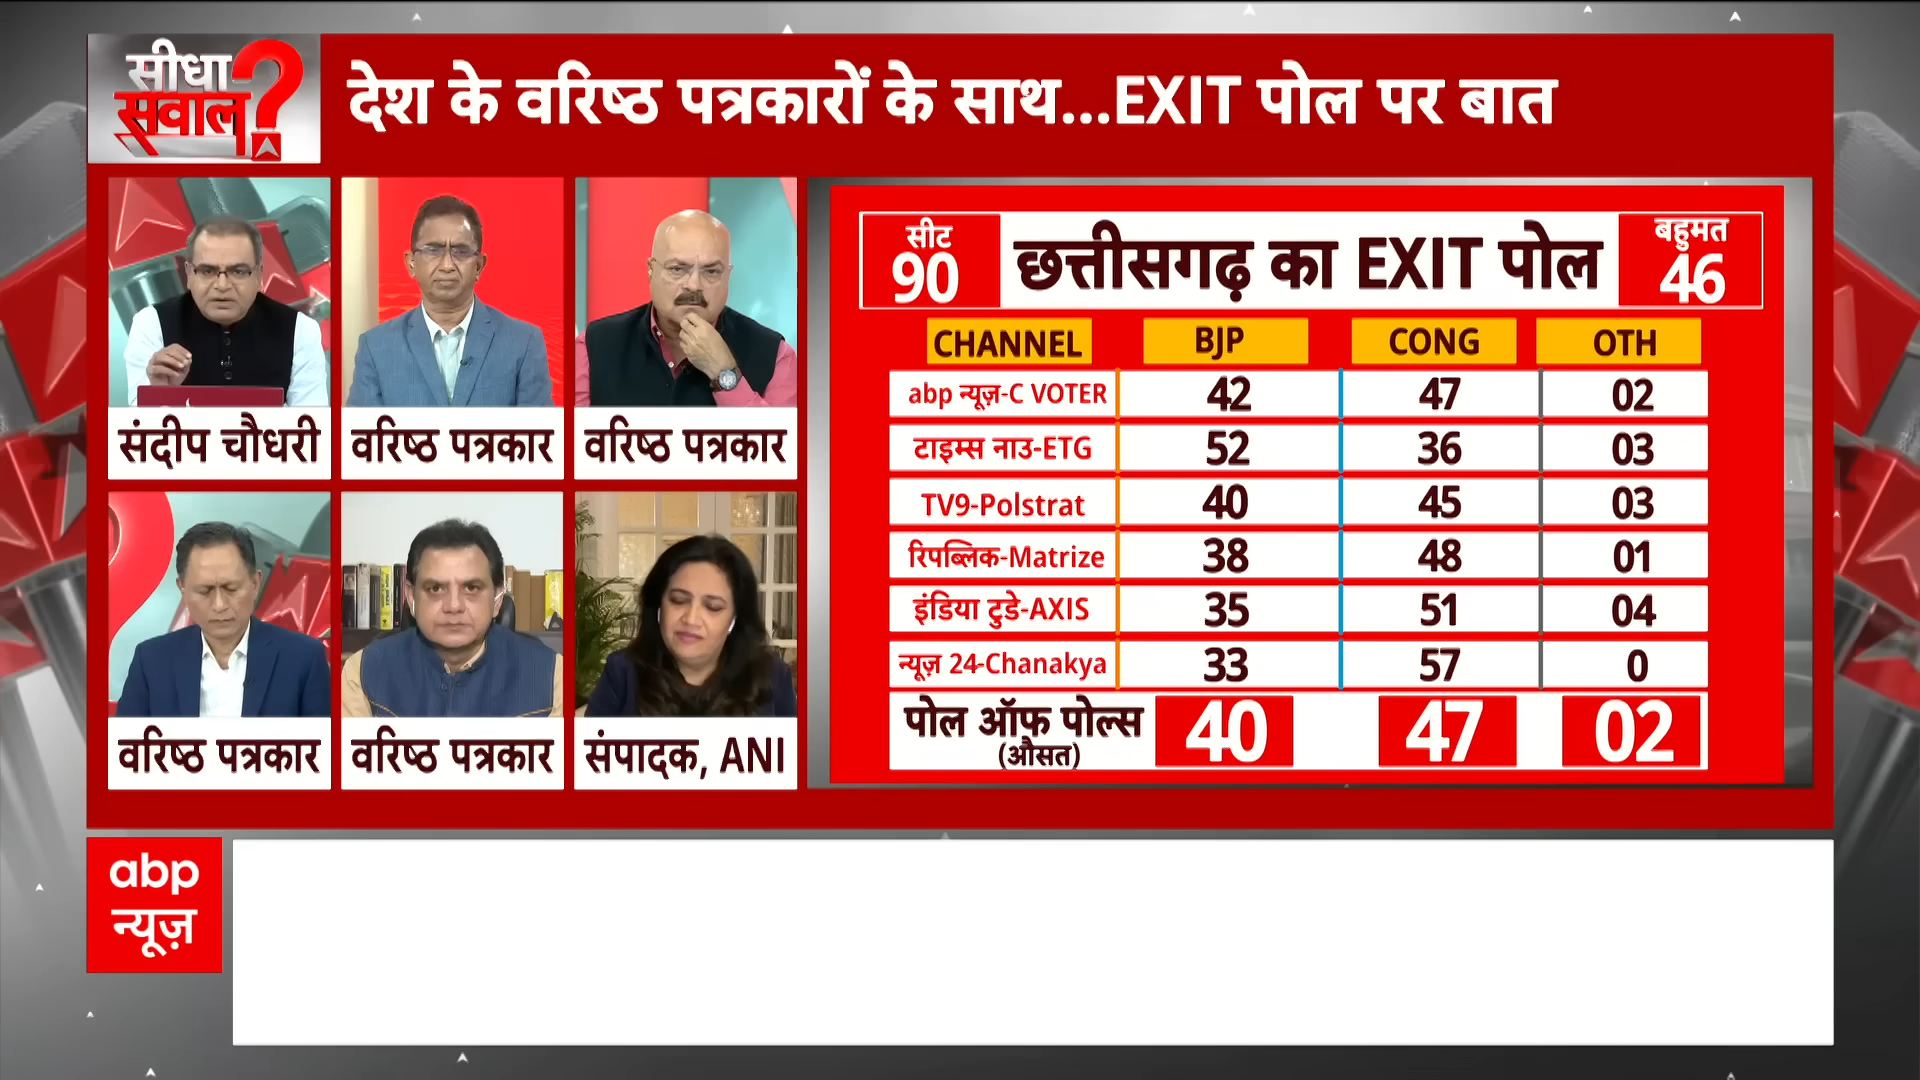 सीधा
सवाल?
देश के वरिष्ठ पत्रकारों के साथ...EXIT पोल पर बात
संदीप चौधरी
वरिष्ठ पत्रकार
वरिष्ठ पत्रकार
वरिष्ठ पत्रकार
वरिष्ठ पत्रकार
संपादक, ANI
सीट
90
छत्तीसगढ़ का EXIT पोल
बहुमत
46
CHANNEL BJP CONG OTH
abp न्यूज़-C VOTER 42 47 02
टाइम्स नाउ-ETG 52 36 03
TV9-Polstrat 40 45 03
रिपब्लिक-Matrize 38 48 01
इंडिया टुडे-AXIS 35 51 04
न्यूज़ 24-Chanakya 33 57 0
पोल ऑफ पोल्स 40 47 02
(औसत)
abp
न्यूज़